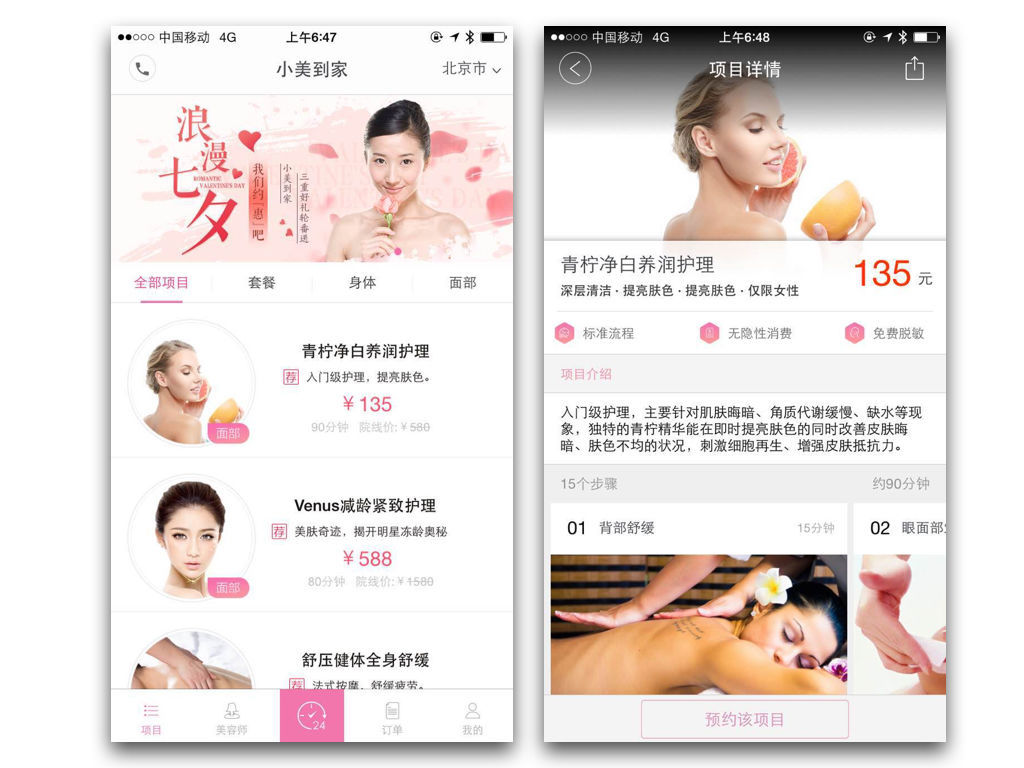 中国移动 4G 上午6:47
小美到家
北京市
浪漫七夕
ROMANTIC
VALENTINE'S DAY
我们约"惠"吧
小美到家
三重好礼轮番送
全部项目 套餐 身体 面部
青柠净白养润护理
荐 入门级护理，提亮肤色。
¥135
90分钟 院线价:¥580
面部
Venus减龄紧致护理
荐 美肤奇迹，揭开明星冻龄奥秘
¥588
80分钟 院线价:¥1580
面部
舒压健体全身舒缓
荐 法式按摩，舒缓疲劳。
项目 美容师 24 订单 我的
中国移动 4G 上午6:48
项目详情
青柠净白养润护理
135 元
深层清洁·提亮肤色·提亮肤色·仅限女性
标准流程 无隐性消费 免费脱敏
项目介绍
入门级护理，主要针对肌肤晦暗、角质代谢缓慢、缺水等现
象，独特的青柠精华能在即时提亮肤色的同时改善皮肤晦
暗、肤色不均的状况，刺激细胞再生、增强皮肤抵抗力。
15个步骤 约90分钟
01 背部舒缓 15分钟
02 眼面部
预约该项目